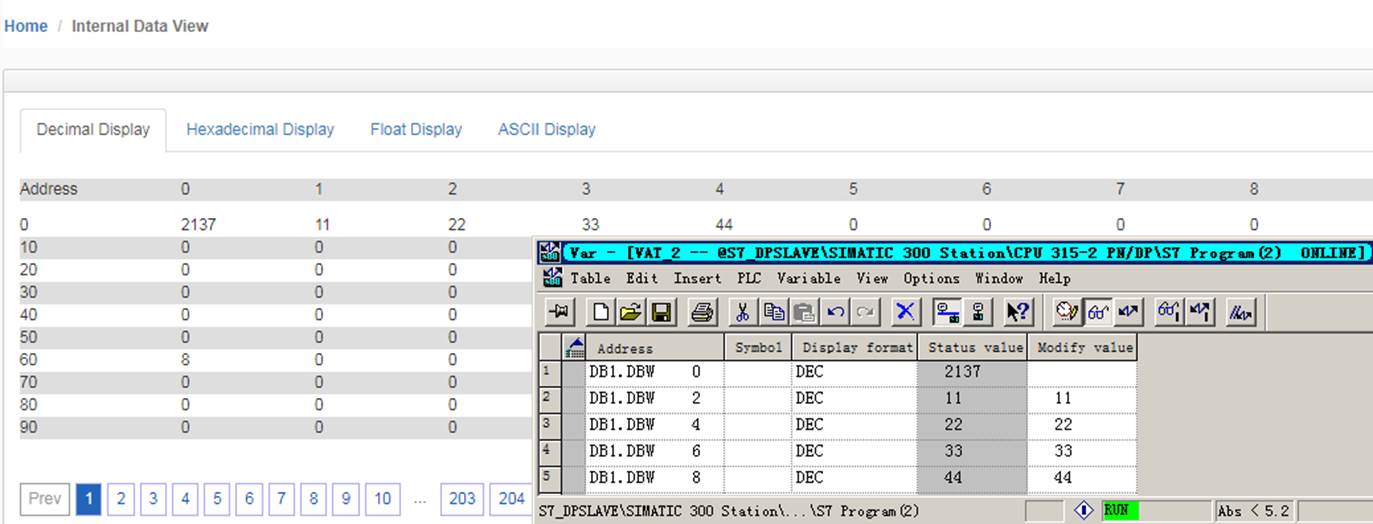 Home / Internal Data View
Decimal Display Hexadecimal Display Float Display ASCII Display
Address 0 1 2 3 4 5 6 7 8
0 2137 11 22 33 44 0 0 0 0
10 0 0 0
20 0 0 0
30 0 0 0
40 0 0 0
50 0 0 0
60 8 0 0
70 0 0 0
80 0 0 0
90 0 0 0
Prev 1 2 3 4 5 6 7 8 9 10 ... 203 204
Var - [VAT_2 -- @S7_DPSLAVE\SIMATIC 300 Station\CPU 315-2 PN/DP\S7 Program(2) ONLINE]
Table Edit Insert PLC Variable View Options Window Help
Address Symbol Display format Status value Modify value
1 DB1.DBW 0 DEC 2137
2 DB1.DBW 2 DEC 11 11
3 DB1.DBW 4 DEC 22 22
4 DB1.DBW 6 DEC 33 33
5 DB1.DBW 8 DEC 44 44
S7_DPSLAVE\SIMATIC 300 Station\...\S7 Program(2) RUN Abs < 5.2